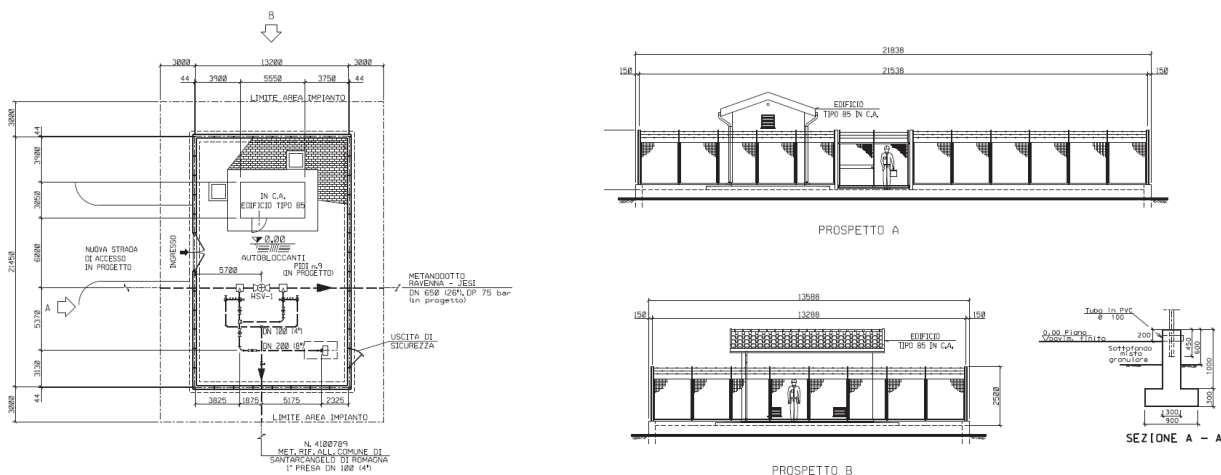 B
3000 13200 3000
44 3900 5550 3750 44
LIMITE AREA IMPIANTO
3000
44
3900
3050
6000
21450
5370
3130
44
3000
IN C.A.
EDIFICIO TIPO B5
0.00
AUTOBLOCCANTI
INGRESSO
NUOVA STRADA
DI ACCESSO
IN PROGETTO
A
5700
PIDI n.9
(IN PROGETTO)
HSV-1
METANODOTTO
RAVENNA - JESI
DN 650 (26"), DP 75 bar
(in progetto)
DN 100 (4")
DN 200 (8")
USCITA DI
SICUREZZA
3825 1875 5175 2325
LIMITE AREA IMPIANTO
N. 4100789
MET. RIF. ALL. COMUNE DI
SANTARCANGELO DI ROMAGNA
1° PRESA DN 100 (4")
21838
150 21538 150
EDIFICIO
TIPO B5 IN C.A.
PROSPETTO A
13588
150 13288 150
EDIFICIO
TIPO B5 IN C.A.
2500
PROSPETTO B
Tubo in PVC
Ø 100
0.00 Piano
pavim. finito
200
Sottofondo
misto
granulare
450
600
1000
300
300
900
SEZIONE A - A